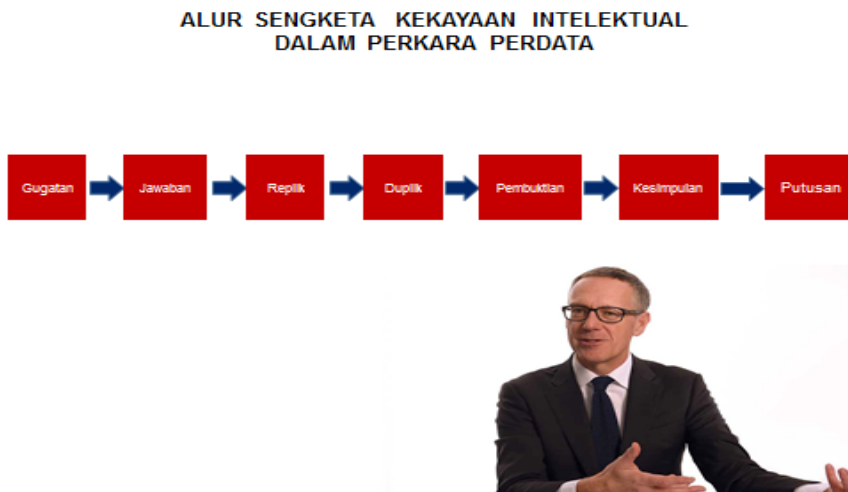 ALUR SENGKETA KEKAYAAN INTELEKTUAL
DALAM PERKARA PERDATA
Gugatan
Jawaban
Replik
Duplik
Pembuktian
Kesimpulan
Putusan